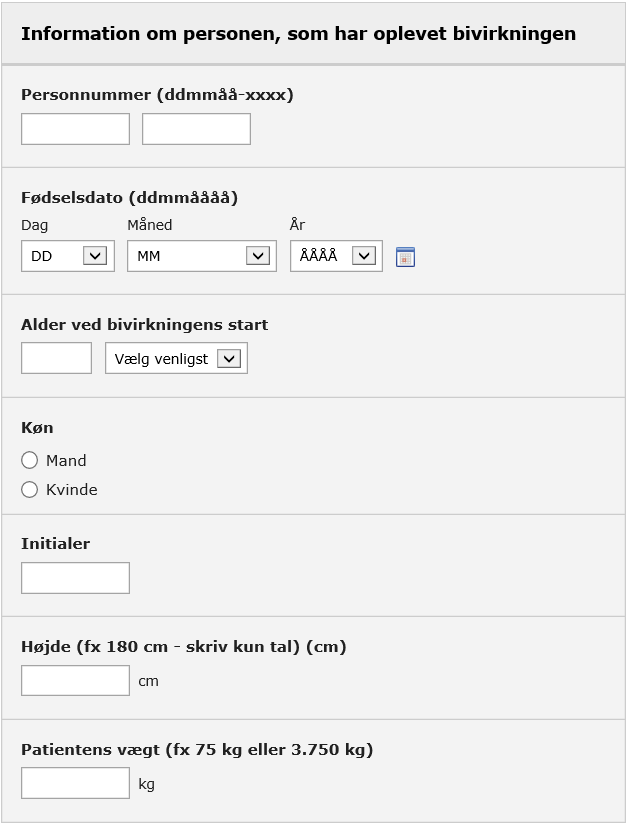 Information om personen, som har oplevet bivirkningen
Personnummer (ddmmåå-xxxx)
Fødselsdato (ddmmåååå)
Dag Måned År
DD MM ÅÅÅÅ
Alder ved bivirkningens start
Vælg venligst
Køn
Mand
Kvinde
Initialer
Højde (fx 180 cm - skriv kun tal) (cm)
cm
Patientens vægt (fx 75 kg eller 3.750 kg)
kg